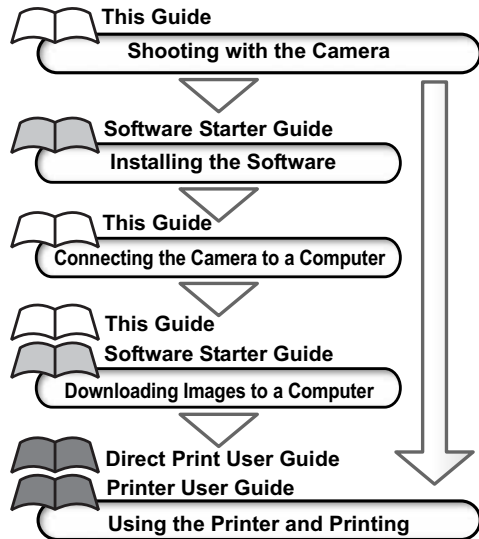 This Guide
Shooting with the Camera
Software Starter Guide
Installing the Software
This Guide
Connecting the Camera to a Computer
This Guide
Software Starter Guide
Downloading Images to a Computer
Direct Print User Guide
Printer User Guide
Using the Printer and Printing